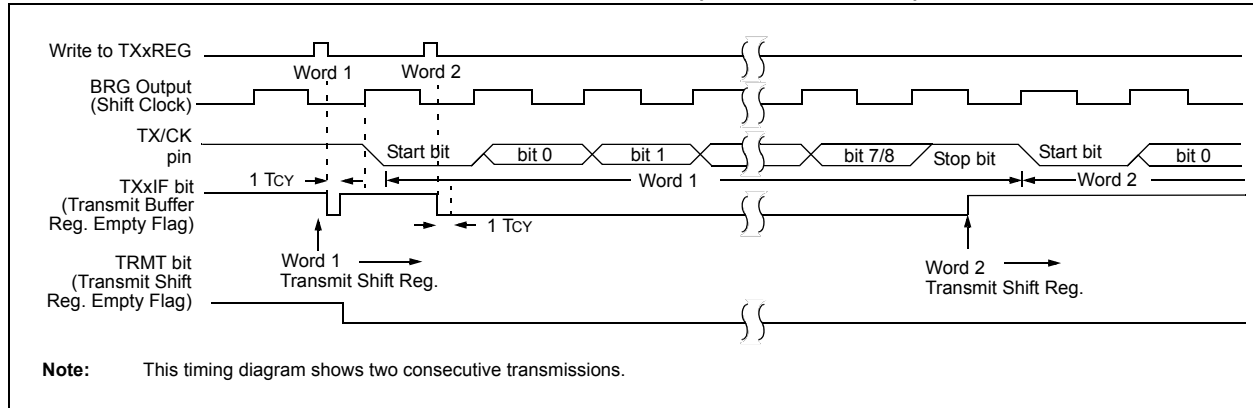 Write to TXxREG
Word 1 Word 2
BRG Output
(Shift Clock)
TX/CK
pin
Start bit bit 0 bit 1 bit 7/8 Stop bit Start bit bit 0
1 TCY
Word 1 Word 2
TXxIF bit
(Transmit Buffer
Reg. Empty Flag)
1 TCY
Word 1
Transmit Shift Reg.
Word 2
Transmit Shift Reg.
TRMT bit
(Transmit Shift
Reg. Empty Flag)
Note: This timing diagram shows two consecutive transmissions.